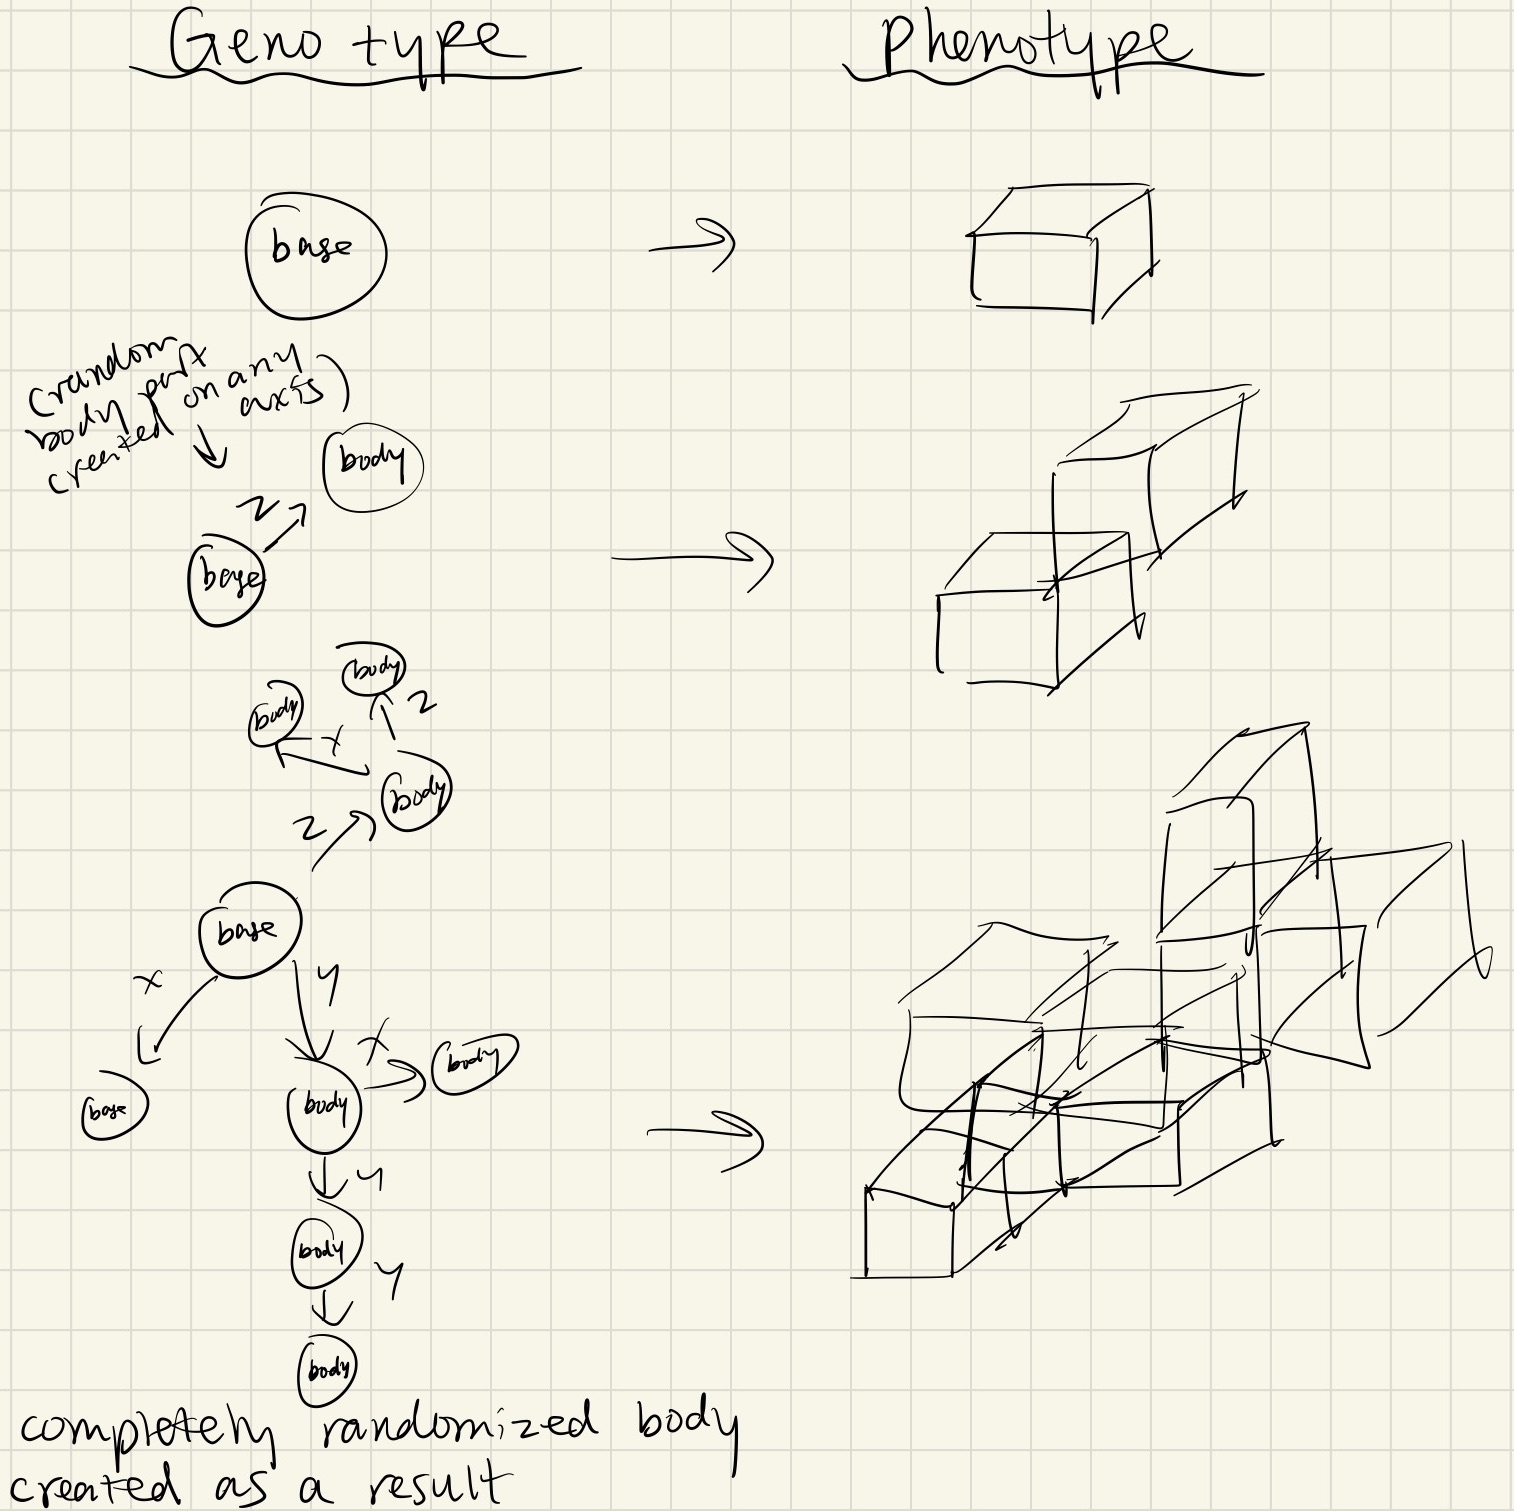 Genotype
Phenotype
base
(random
body part
created on any
axis)
body
z
base
body
body
z
x
body
z
base
x
y
x
body
base
body
y
body
y
body
completely randomized body
created as a result